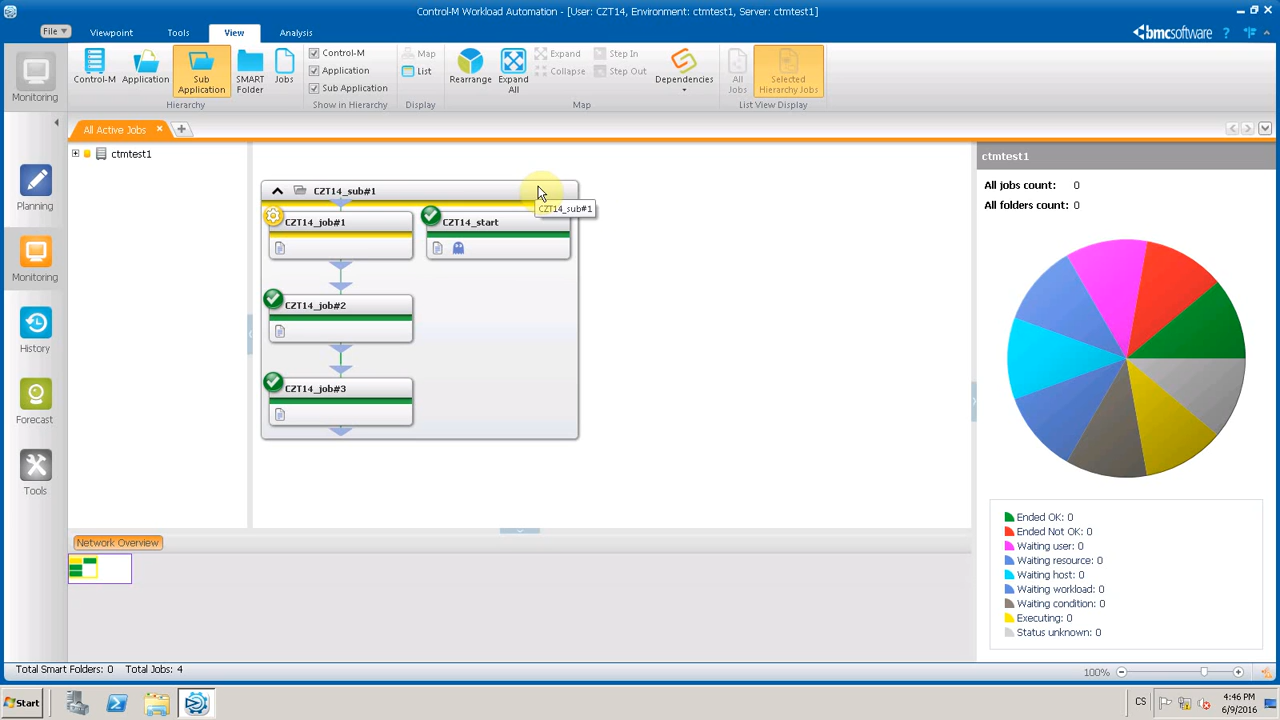 Control-M Workload Automation - [User: CZT14, Environment: ctmtest1, Server: ctmtest1]
File
Viewpoint
Tools
View
Analysis
bmcsoftware
?
Monitoring
Control-M
Application
Sub
Application
SMART
Folder
Jobs
Hierarchy
Control-M
Application
Sub Application
Show in Hierarchy
Map
List
Display
Rearrange
Expand
All
Expand
Collapse
Step In
Step Out
Dependencies
Map
All
Jobs
Selected
Hierarchy Jobs
List View Display
All Active Jobs
ctmtest1
Planning
Monitoring
History
Forecast
Tools
CZT14_sub#1
CZT14_sub#1
CZT14_job#1
CZT14_start
CZT14_job#2
CZT14_job#3
ctmtest1
All jobs count: 0
All folders count: 0
Ended OK: 0
Ended Not OK: 0
Waiting user: 0
Waiting resource: 0
Waiting host: 0
Waiting workload: 0
Waiting condition: 0
Executing: 0
Status unknown: 0
Network Overview
Total Smart Folders: 0 Total Jobs: 4
100%
Start
CS
4:46 PM
6/9/2016